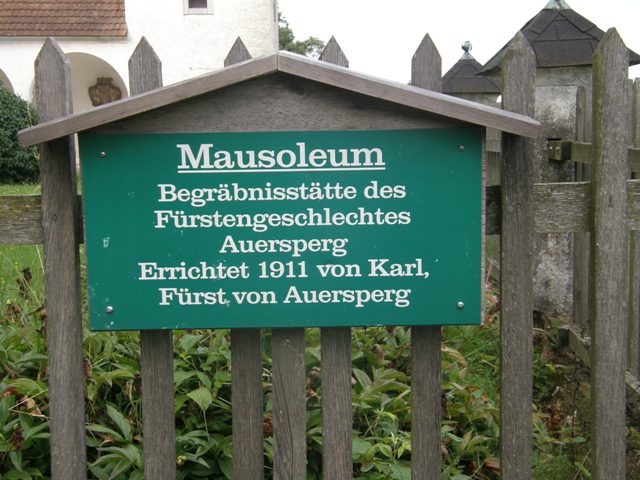 Mausoleum
Begräbnisstätte des
Fürstengeschlechtes
Auersperg
Errichtet 1911 von Karl,
Fürst von Auersperg